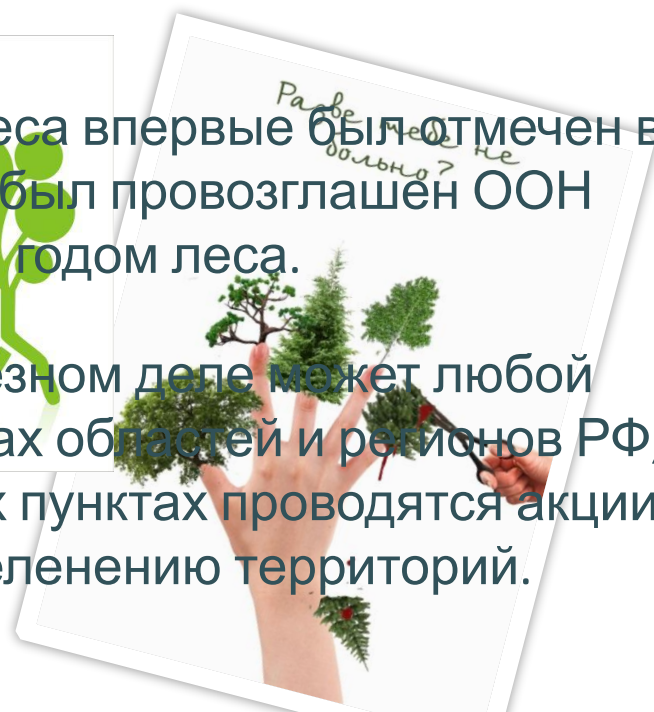 Разве тебе не
больно?
еса впервые был отмечен в
был провозглашен ООН
годом леса.
езном деле может любой
ах областей и регионов РФ,
х пунктах проводятся акции
еленению территорий.